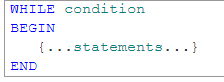 WHILE condition
BEGIN
   {...statements...}
END